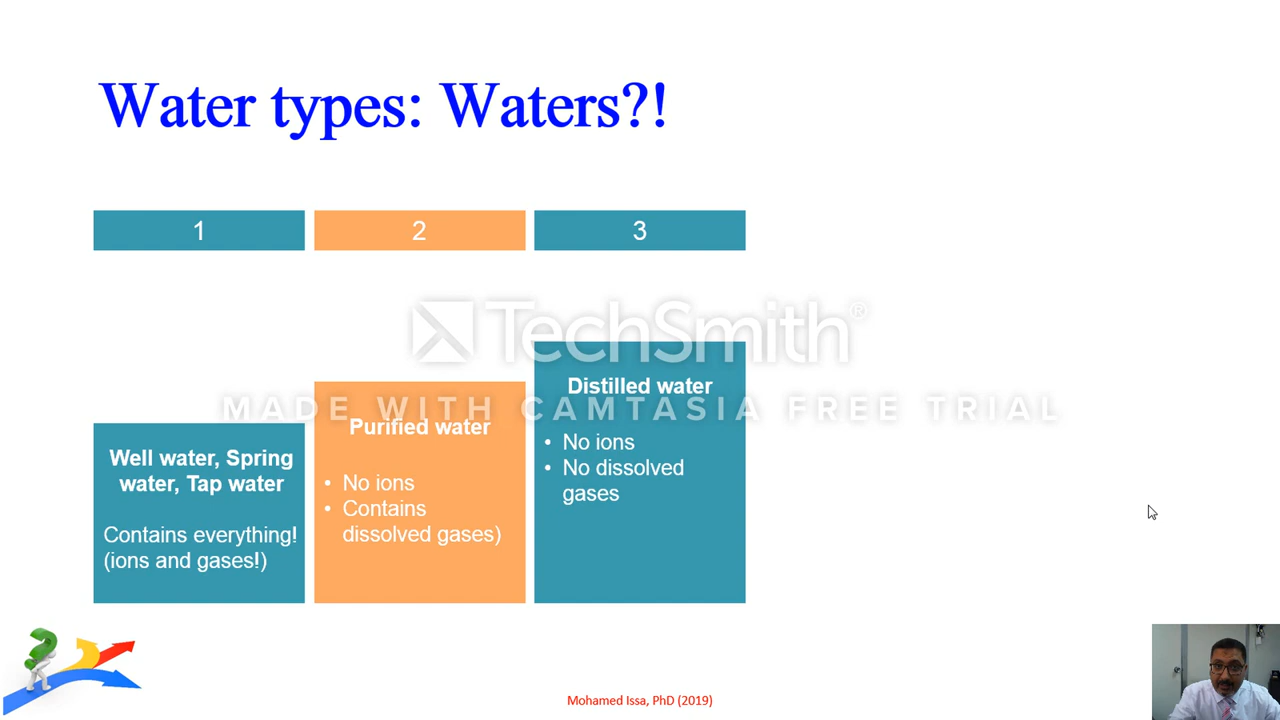 Water types: Waters?!
1
2
3
TechSmith®
MADE WITH CAMTASIA FREE TRIAL
Well water, Spring
water, Tap water
Contains everything!
(ions and gases!)
Purified water
• No ions
• Contains
dissolved gases)
Distilled water
• No ions
• No dissolved
gases
Mohamed Issa, PhD (2019)